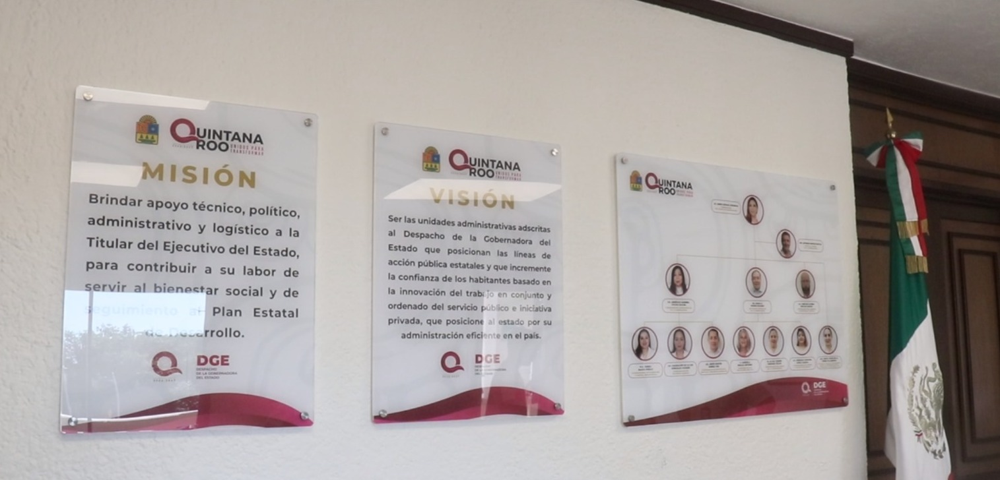 QUINTANA
ROO
UNIDOS PARA
TRANSFORMAR
MISIÓN
Brindar apoyo técnico, político,
administrativo y logístico a la
Titular del Ejecutivo del Estado,
para contribuir a su labor de
servir al bienestar social y de
seguimiento al Plan Estatal
de Desarrollo.
DGE
DESPACHO
DE LA GOBERNADORA
DEL ESTADO
QUINTANA
ROO
UNIDOS PARA
TRANSFORMAR
VISIÓN
Ser las unidades administrativas adscritas
al Despacho de la Gobernadora del
Estado que posicionan las líneas de
acción pública estatales y que incremente
la confianza de los habitantes basado en
la innovación del trabajo en conjunto y
ordenado del servicio público e iniciativa
privada, que posicione al estado por su
administración eficiente en el país.
DGE
DESPACHO
DE LA GOBERNADORA
DEL ESTADO
QUINTANA
ROO
UNIDOS PARA
TRANSFORMAR
DGE